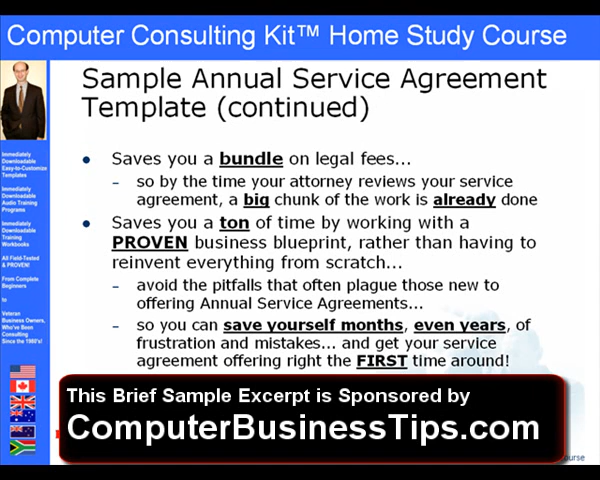 Computer Consulting Kit™ Home Study Course
Sample Annual Service Agreement
Template (continued)
• Saves you a bundle on legal fees...
– so by the time your attorney reviews your service
agreement, a big chunk of the work is already done
• Saves you a ton of time by working with a
PROVEN business blueprint, rather than having to
reinvent everything from scratch...
– avoid the pitfalls that often plague those new to
offering Annual Service Agreements...
– so you can save yourself months, even years, of
frustration and mistakes... and get your service
agreement offering right the FIRST time around!
Immediately
Downloadable
Easy-to-Customize
Templates
Immediately
Downloadable
Audio Training
Programs
Immediately
Downloadable
Training
Workbooks
All Field-Tested
& PROVEN!
From Complete
Beginners
to
Veteran
Business Owners,
Who've Been
Consulting
Since the 1980's!
This Brief Sample Excerpt is Sponsored by
ComputerBusinessTips.com